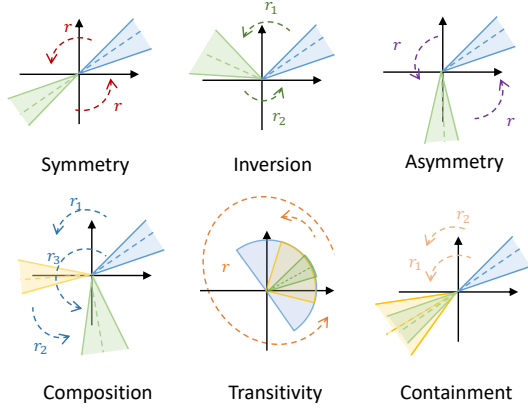 r₁
r
r
r₂
r
r
Symmetry
Inversion
Asymmetry
r₁
r₂
r₃
r
r₁
r₂
Composition
Transitivity
Containment